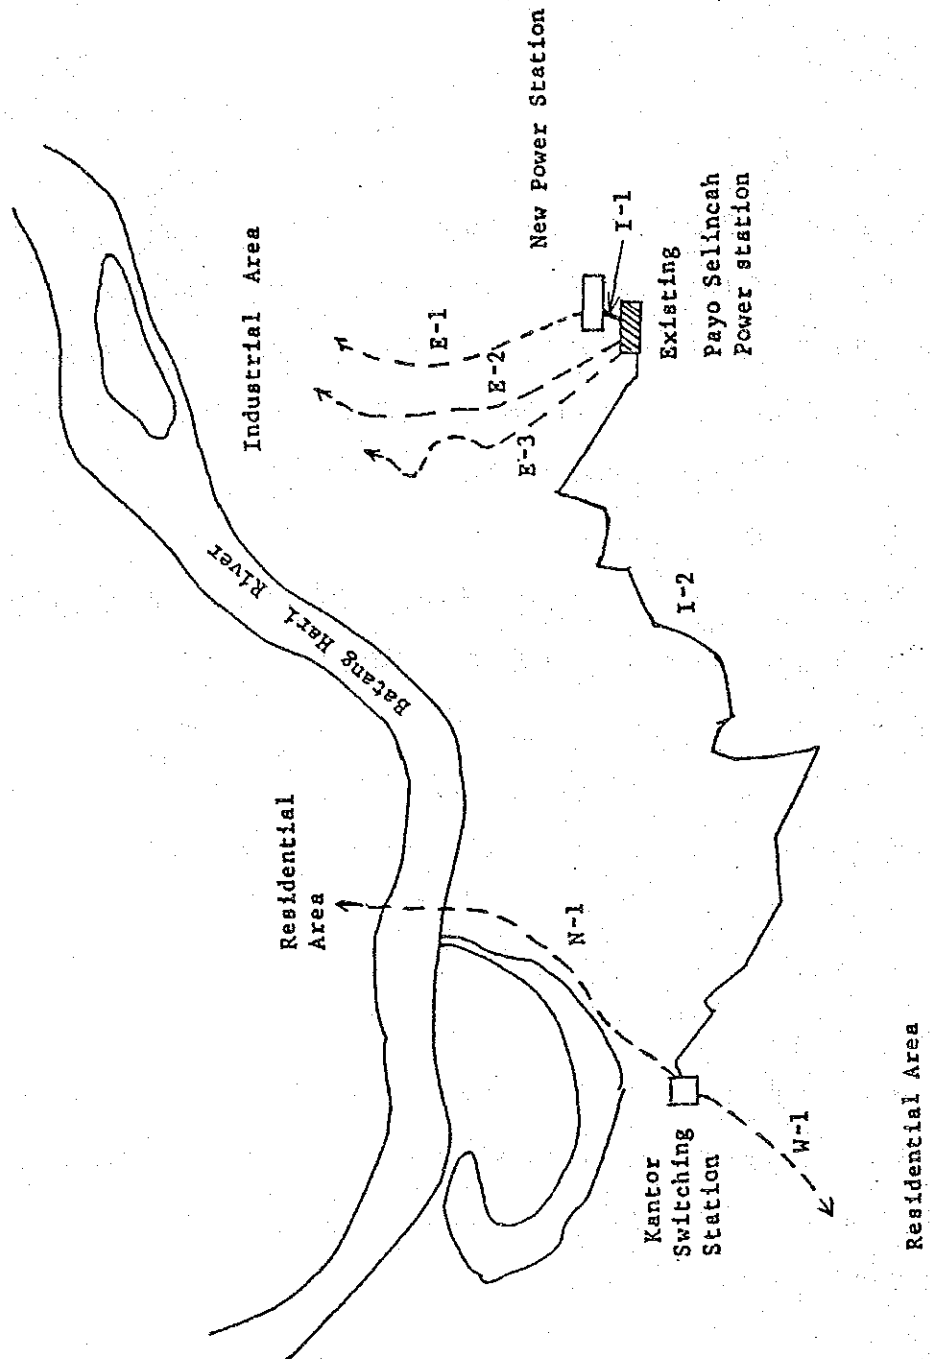 Residential
Area
Industrial Area
New Power Station
Batang Hari River
E-1
E-2
E-3
I-1
Existing
Payo Selincah
Power station
I-2
N-1
Kantor
Switching
Station
W-1
Residential Area